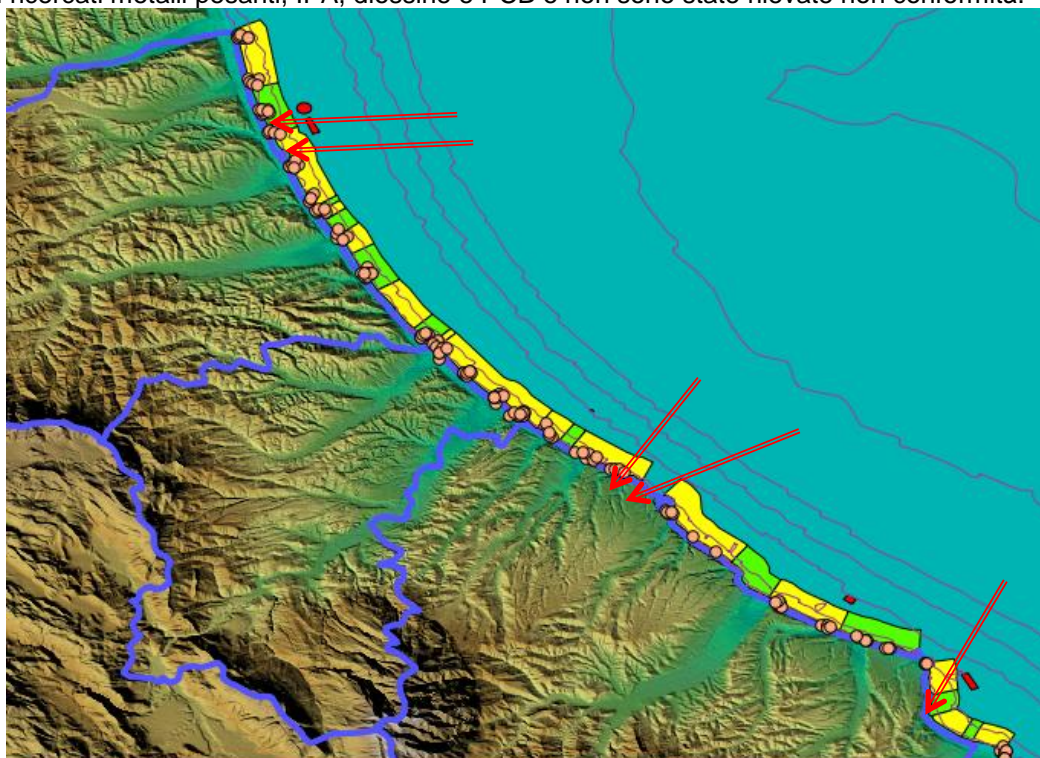 ricercati metalli pesanti, IPA, diossine e PCB e non sono state rilevate non conformità.